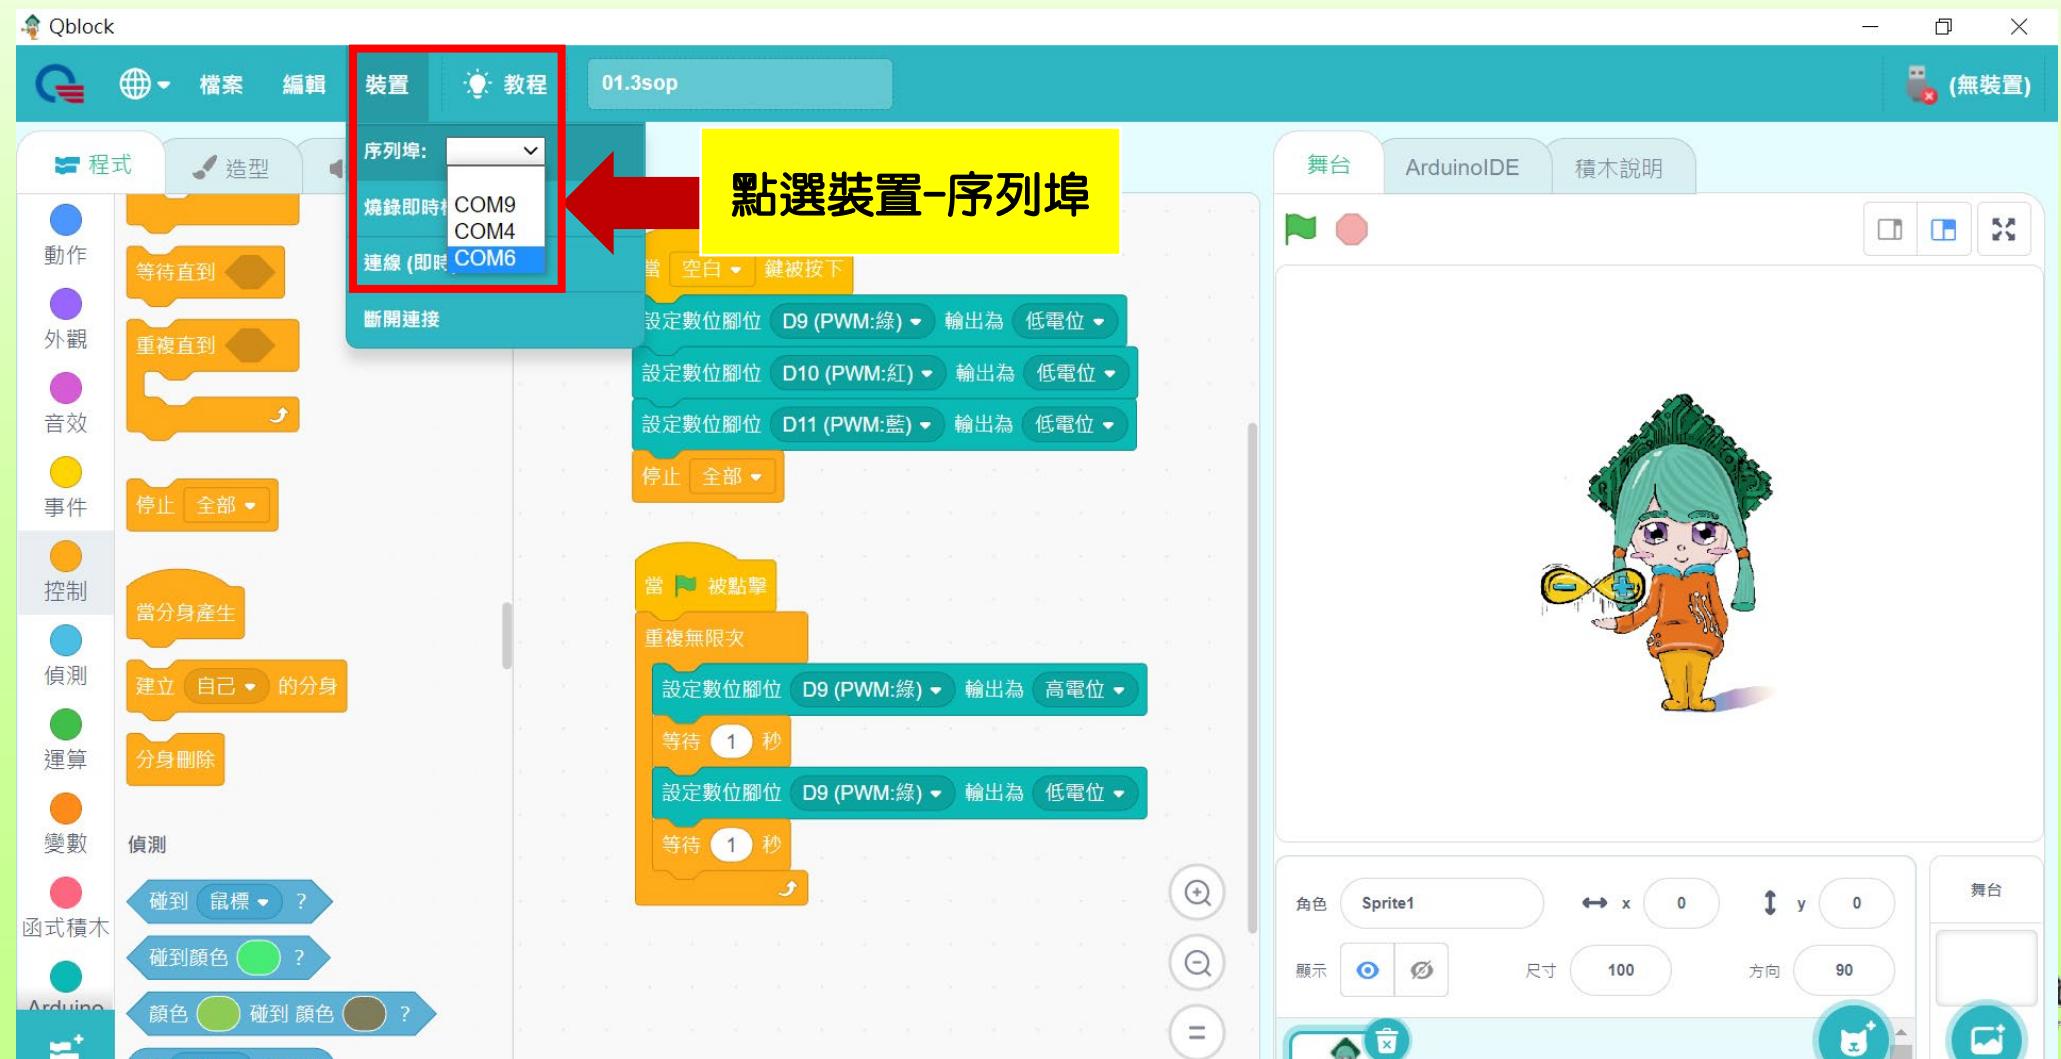 Qblock
檔案
編輯
裝置
教程
01.3sop
(無裝置)
程式
造型
序列埠:
COM9
COM4
COM6
燒錄即時
連線 (即時
斷開連接
點選裝置-序列埠
舞台
ArduinoIDE
積木說明
動作
外觀
音效
事件
控制
偵測
運算
變數
函式積木
Arduino
等待直到
重複直到
停止 全部
當分身產生
建立 自己 的分身
分身刪除
偵測
碰到 鼠標 ?
碰到顏色 ?
顏色 碰到 顏色 ?
當 空白 鍵被按下
設定數位腳位 D9 (PWM:綠) 輸出為 低電位
設定數位腳位 D10 (PWM:紅) 輸出為 低電位
設定數位腳位 D11 (PWM:藍) 輸出為 低電位
停止 全部
當 被點擊
重複無限次
設定數位腳位 D9 (PWM:綠) 輸出為 高電位
等待 1 秒
設定數位腳位 D9 (PWM:綠) 輸出為 低電位
等待 1 秒
角色 Sprite1 x 0 y 0
顯示 尺寸 100 方向 90
舞台